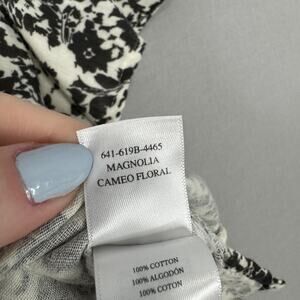 641-619B-4465
MAGNOLIA
CAMEO FLORAL
100% COTTON
100% ALGODÓN
100% COTON